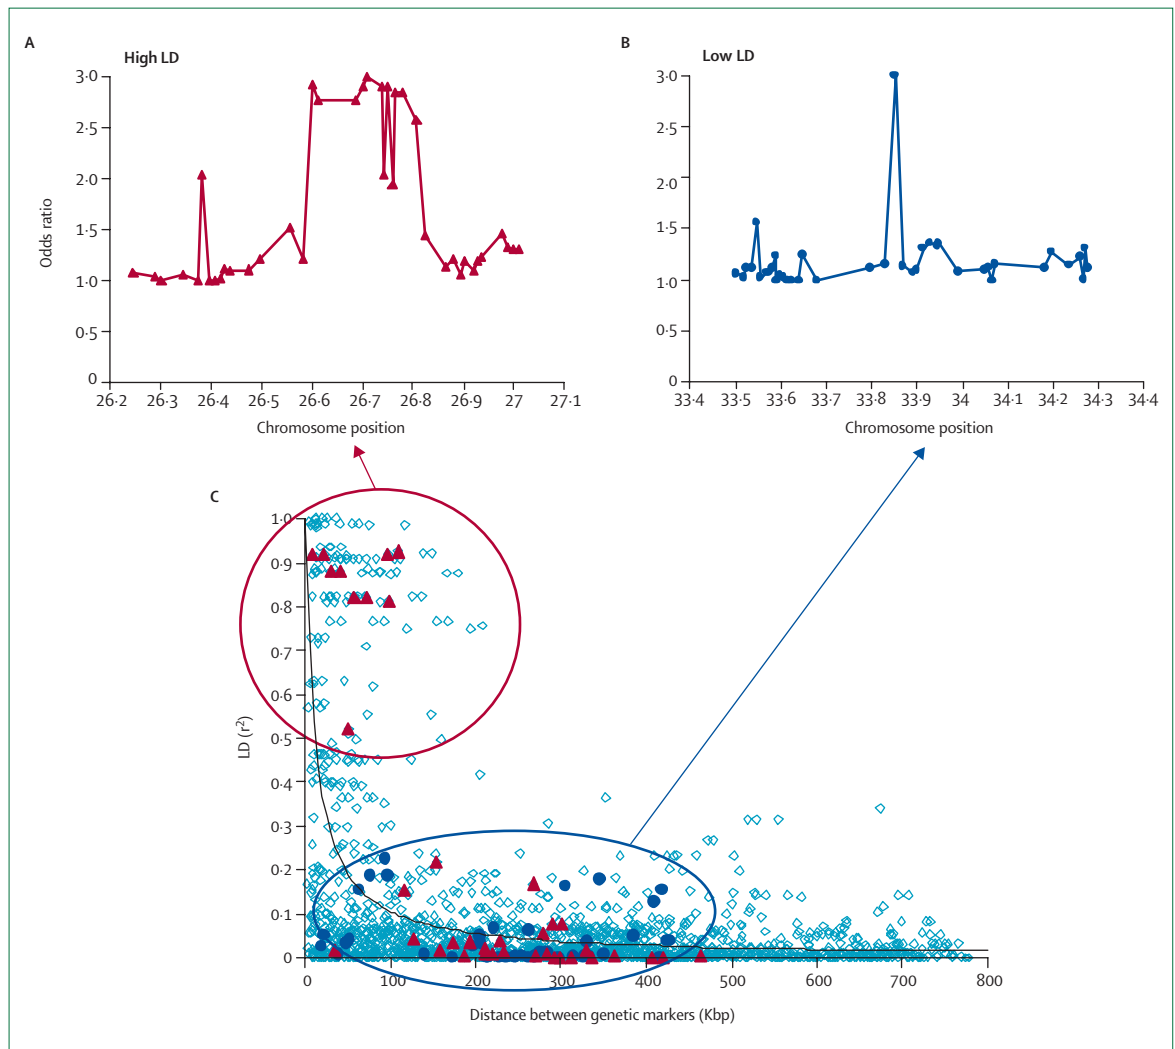 A
High LD
3·0
2·5
2·0
1·5
1·0
0·5
0
Odds ratio
26·2 26·3 26·4 26·5 26·6 26·7 26·8 26·9 27 27·1
Chromosome position
B
Low LD
3·0
2·5
2·0
1·5
1·0
0·5
0
33·4 33·5 33·6 33·7 33·8 33·9 34 34·1 34·2 34·3 34·4
Chromosome position
C
1·0
0·9
0·8
0·7
0·6
0·5
0·4
0·3
0·2
0·1
0
LD (r²)
0 100 200 300 400 500 600 700 800
Distance between genetic markers (Kbp)